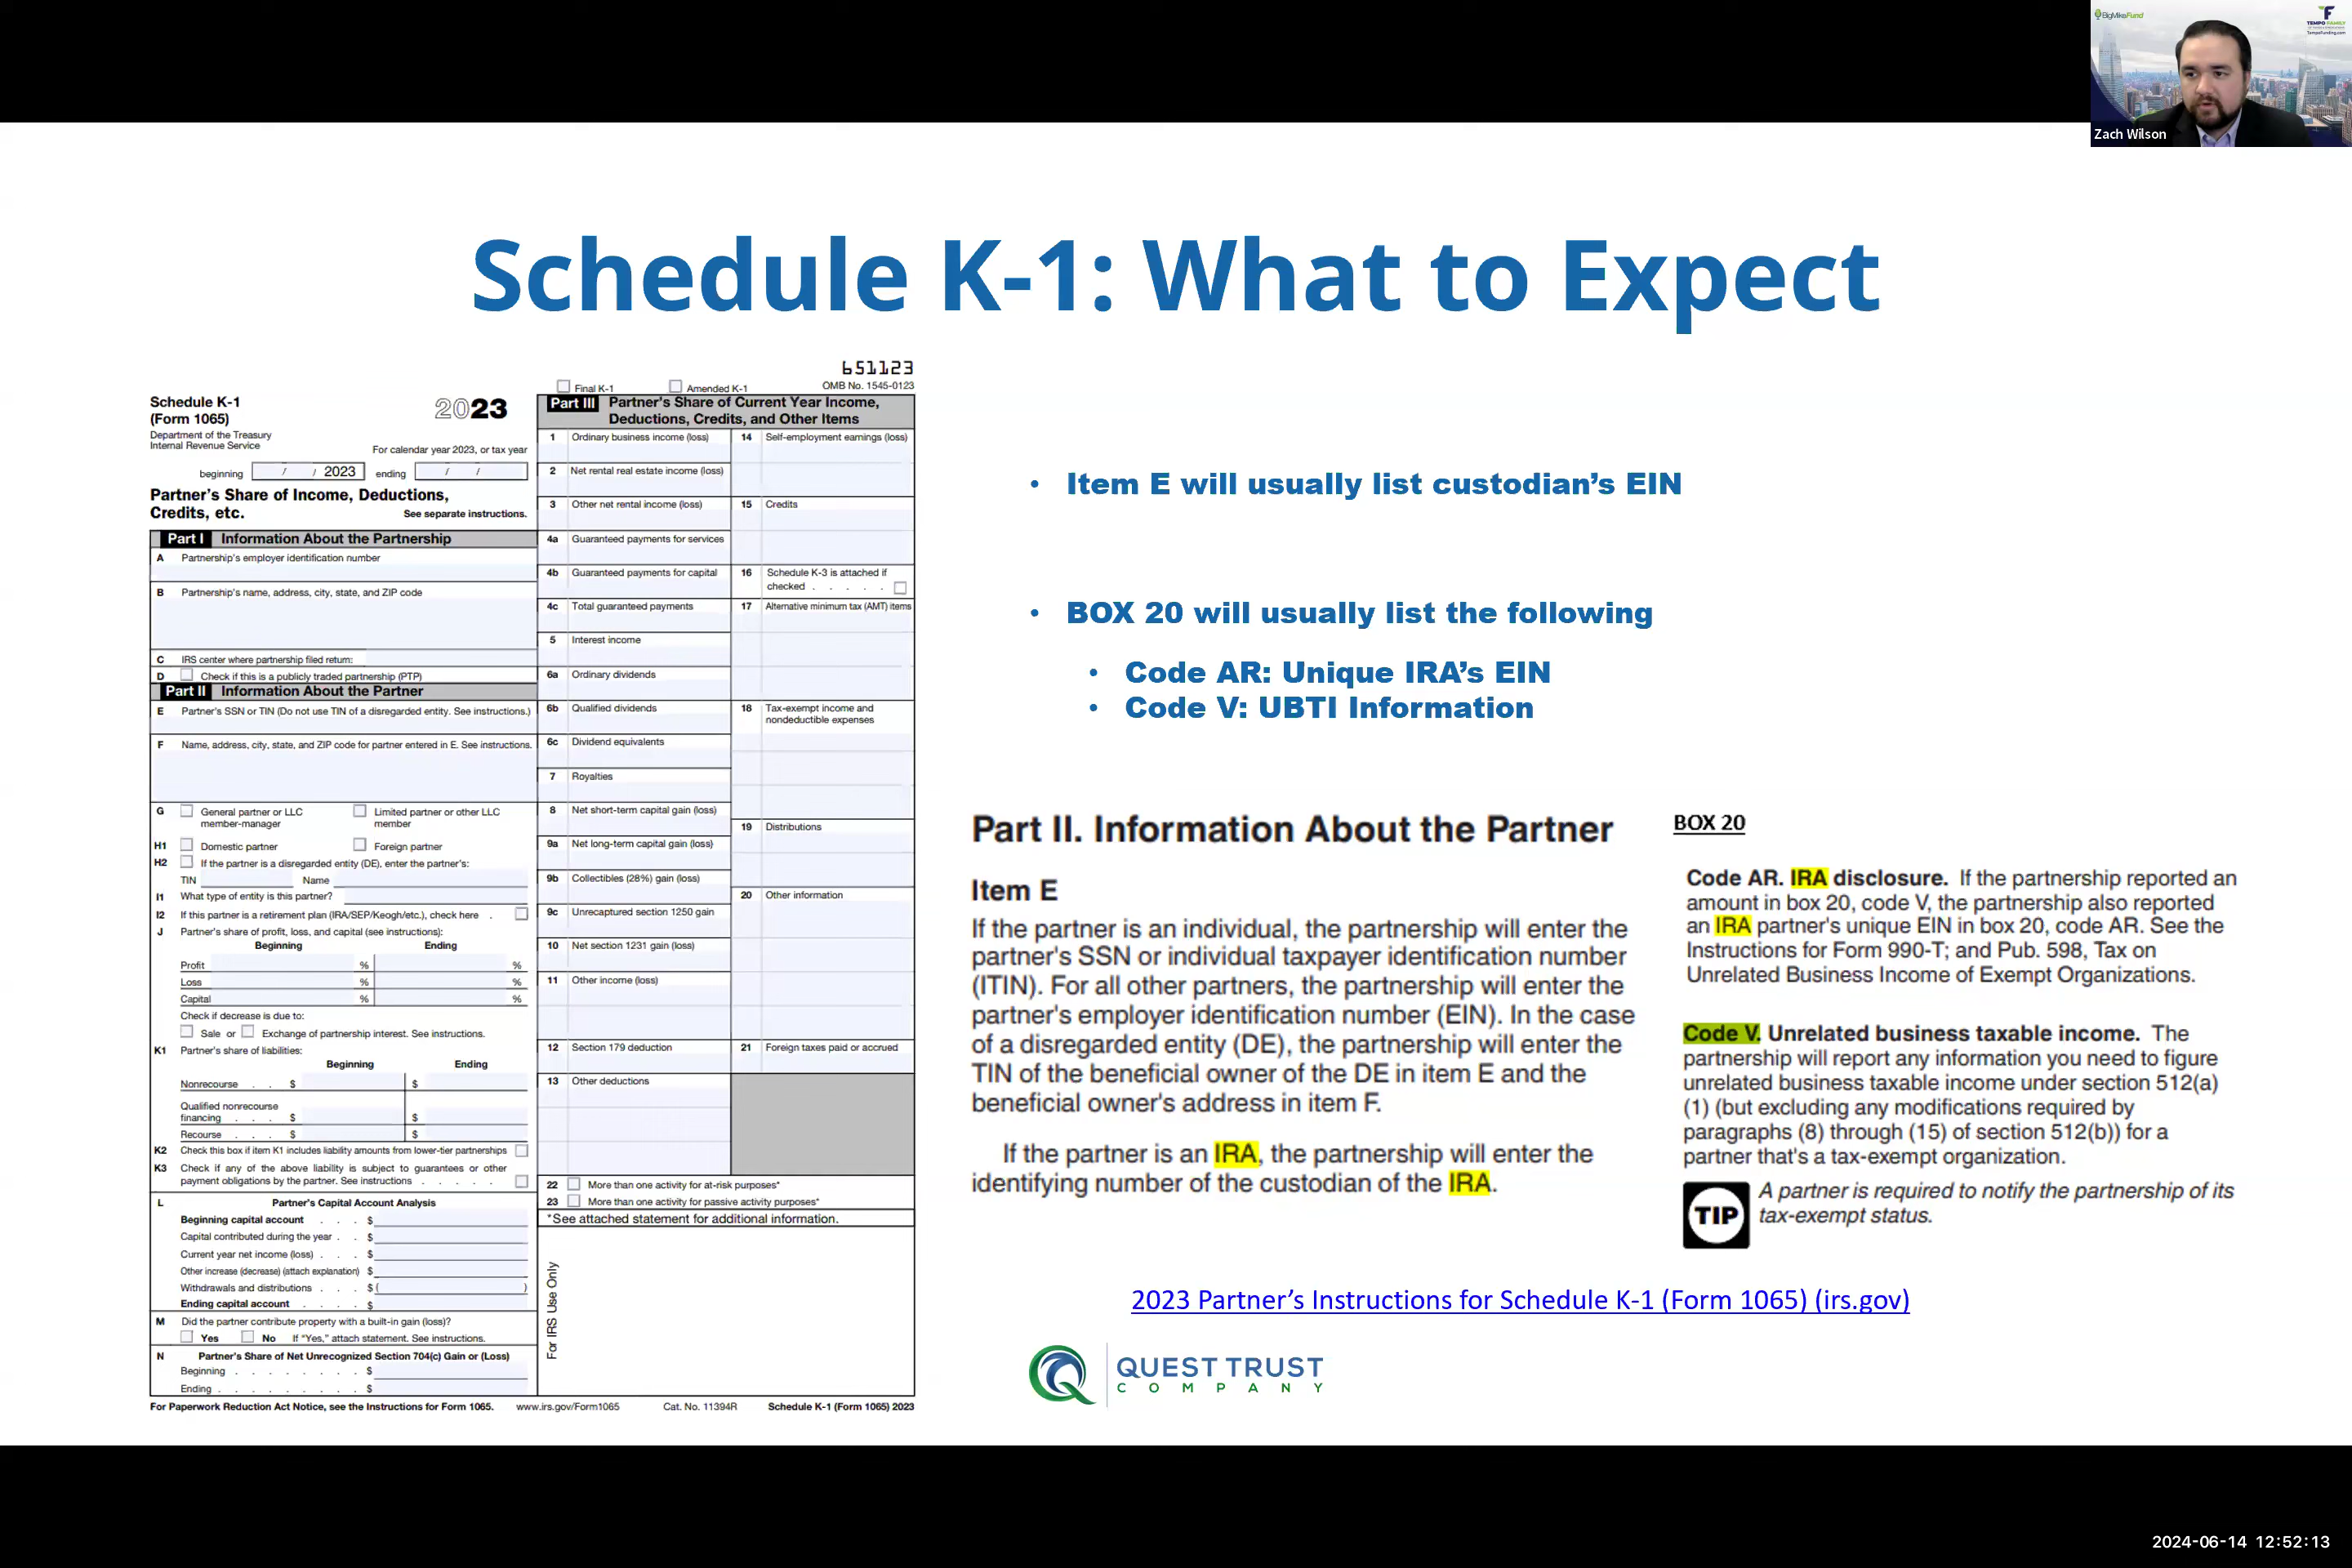 BigMikeFund
TEMPO FAMILY
TempoFunding.com
Zach Wilson
Schedule K-1: What to Expect
651123
Final K-1
Amended K-1
OMB No. 1545-0123
Schedule K-1
(Form 1065)
2023
Department of the Treasury
Internal Revenue Service
For calendar year 2023, or tax year
beginning / / 2023 ending / /
Partner's Share of Income, Deductions,
Credits, etc.
See separate instructions.
Part I Information About the Partnership
A Partnership's employer identification number
B Partnership's name, address, city, state, and ZIP code
C IRS center where partnership filed return:
D Check if this is a publicly traded partnership (PTP)
Part II Information About the Partner
E Partner's SSN or TIN (Do not use TIN of a disregarded entity. See instructions.)
F Name, address, city, state, and ZIP code for partner entered in E. See instructions.
G General partner or LLC
member-manager
Limited partner or other LLC
member
H1 Domestic partner Foreign partner
H2 If the partner is a disregarded entity (DE), enter the partner's:
TIN Name
I1 What type of entity is this partner?
I2 If this partner is a retirement plan (IRA/SEP/Keogh/etc.), check here .
J Partner's share of profit, loss, and capital (see instructions):
Beginning Ending
Profit % %
Loss % %
Capital % %
Check if decrease is due to:
Sale or Exchange of partnership interest. See instructions.
K1 Partner's share of liabilities:
Beginning Ending
Nonrecourse . . $ $
Qualified nonrecourse
financing . . . $ $
Recourse . . . $ $
K2 Check this box if item K1 includes liability amounts from lower-tier partnerships
K3 Check if any of the above liability is subject to guarantees or other
payment obligations by the partner. See instructions . . . . .
L Partner's Capital Account Analysis
Beginning capital account . . . $
Capital contributed during the year . . $
Current year net income (loss) . . . $
Other increase (decrease) (attach explanation) $
Withdrawals and distributions . . . $ ( )
Ending capital account . . . . $
M Did the partner contribute property with a built-in gain (loss)?
Yes No If "Yes," attach statement. See instructions.
N Partner's Share of Net Unrecognized Section 704(c) Gain or (Loss)
Beginning . . . . . . . . $
Ending . . . . . . . . . $
Part III Partner's Share of Current Year Income,
Deductions, Credits, and Other Items
1 Ordinary business income (loss)
2 Net rental real estate income (loss)
3 Other net rental income (loss)
4a Guaranteed payments for services
4b Guaranteed payments for capital
4c Total guaranteed payments
5 Interest income
6a Ordinary dividends
6b Qualified dividends
6c Dividend equivalents
7 Royalties
8 Net short-term capital gain (loss)
9a Net long-term capital gain (loss)
9b Collectibles (28%) gain (loss)
9c Unrecaptured section 1250 gain
10 Net section 1231 gain (loss)
11 Other income (loss)
12 Section 179 deduction
13 Other deductions
14 Self-employment earnings (loss)
15 Credits
16 Schedule K-3 is attached if
checked . . . . .
17 Alternative minimum tax (AMT) items
18 Tax-exempt income and
nondeductible expenses
19 Distributions
20 Other information
21 Foreign taxes paid or accrued
22 More than one activity for at-risk purposes*
23 More than one activity for passive activity purposes*
*See attached statement for additional information.
For IRS Use Only
For Paperwork Reduction Act Notice, see the Instructions for Form 1065. www.irs.gov/Form1065 Cat. No. 11394R Schedule K-1 (Form 1065) 2023
• Item E will usually list custodian's EIN
• BOX 20 will usually list the following
• Code AR: Unique IRA's EIN
• Code V: UBTI Information
Part II. Information About the Partner
Item E
If the partner is an individual, the partnership will enter the
partner's SSN or individual taxpayer identification number
(ITIN). For all other partners, the partnership will enter the
partner's employer identification number (EIN). In the case
of a disregarded entity (DE), the partnership will enter the
TIN of the beneficial owner of the DE in item E and the
beneficial owner's address in item F.
If the partner is an IRA, the partnership will enter the
identifying number of the custodian of the IRA.
BOX 20
Code AR. IRA disclosure. If the partnership reported an
amount in box 20, code V, the partnership also reported
an IRA partner's unique EIN in box 20, code AR. See the
Instructions for Form 990-T; and Pub. 598, Tax on
Unrelated Business Income of Exempt Organizations.
Code V. Unrelated business taxable income. The
partnership will report any information you need to figure
unrelated business taxable income under section 512(a)
(1) (but excluding any modifications required by
paragraphs (8) through (15) of section 512(b)) for a
partner that's a tax-exempt organization.
TIP
A partner is required to notify the partnership of its
tax-exempt status.
2023 Partner's Instructions for Schedule K-1 (Form 1065) (irs.gov)
QUEST TRUST
COMPANY
2024-06-14 12:52:13